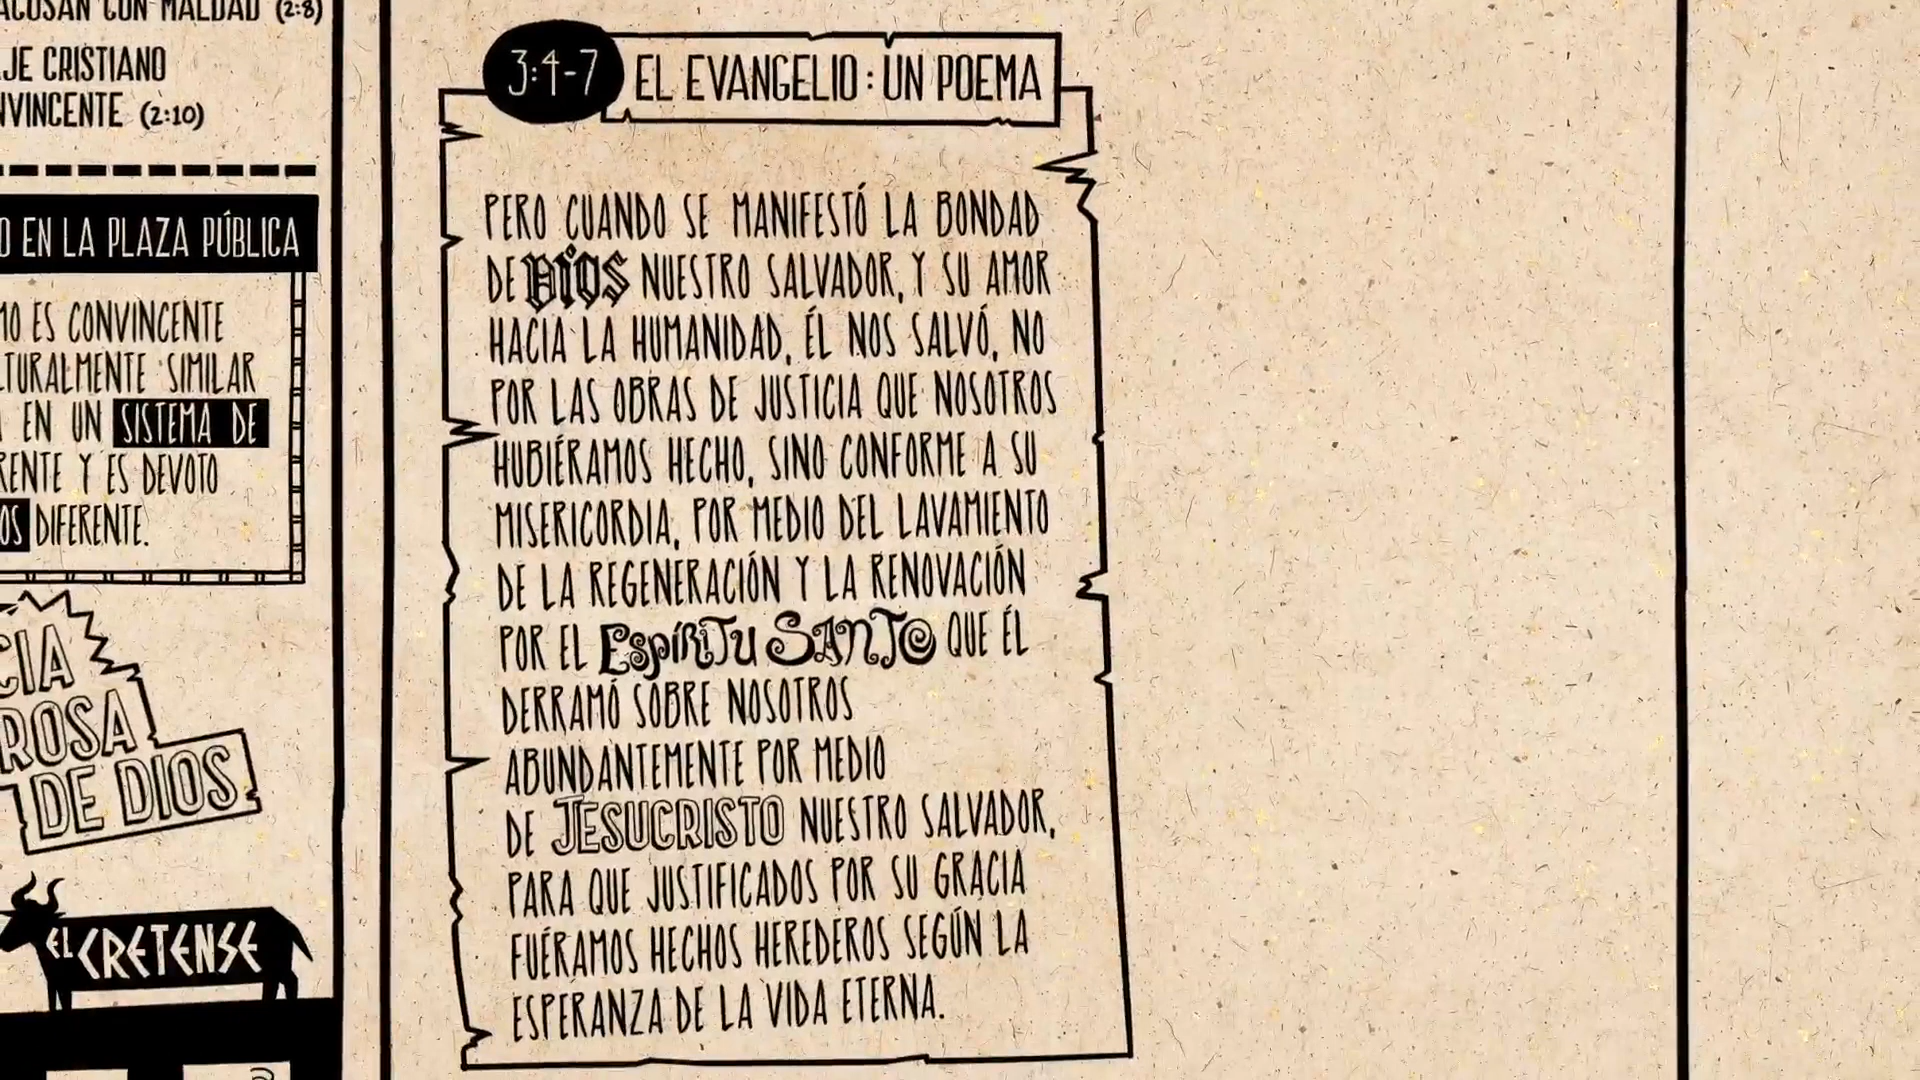 ACUSAN CON MALDAD (2:8)
JE CRISTIANO
NVINCENTE (2:10)
O EN LA PLAZA PÚBLICA
MO ES CONVINCENTE
LTURALMENTE SIMILAR
EN UN SISTEMA DE
RENTE Y ES DEVOTO
OS DIFERENTE.
CIA
ROSA
DE DIOS
EL CRETENSE
3:4-7 EL EVANGELIO: UN POEMA
PERO CUANDO SE MANIFESTÓ LA BONDAD
DE DIOS NUESTRO SALVADOR, Y SU AMOR
HACIA LA HUMANIDAD, ÉL NOS SALVÓ, NO
POR LAS OBRAS DE JUSTICIA QUE NOSOTROS
HUBIÉRAMOS HECHO, SINO CONFORME A SU
MISERICORDIA, POR MEDIO DEL LAVAMIENTO
DE LA REGENERACIÓN Y LA RENOVACIÓN
POR EL ESPÍRITU SANTO QUE ÉL
DERRAMÓ SOBRE NOSOTROS
ABUNDANTEMENTE POR MEDIO
DE JESUCRISTO NUESTRO SALVADOR,
PARA QUE JUSTIFICADOS POR SU GRACIA
FUÉRAMOS HECHOS HEREDEROS SEGÚN LA
ESPERANZA DE LA VIDA ETERNA.